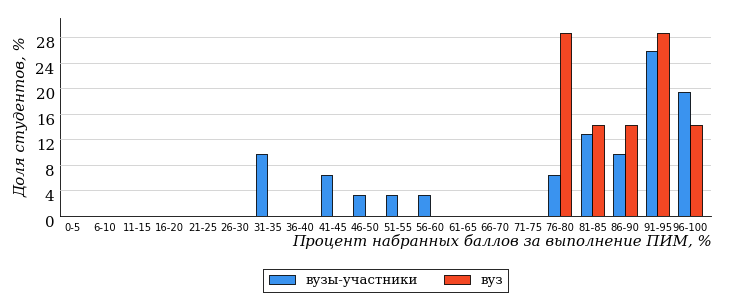 Доля студентов, %
28
24
20
16
12
8
4
0
0-5 6-10 11-15 16-20 21-25 26-30 31-35 36-40 41-45 46-50 51-55 56-60 61-65 66-70 71-75 76-80 81-85 86-90 91-95 96-100
Процент набранных баллов за выполнение ПИМ, %
вузы-участники вуз